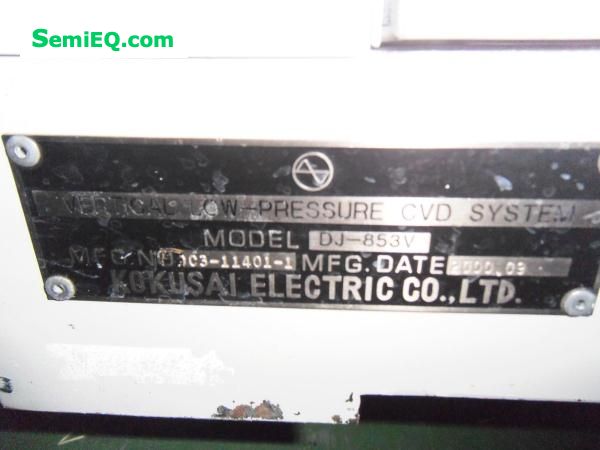 SemiEQ.com
VERTICAL LOW-PRESSURE CVD SYSTEM
MODEL DJ-853V
MFG.NO. MFG.DATE 2000.09
KOKUSAI ELECTRIC CO.,LTD.